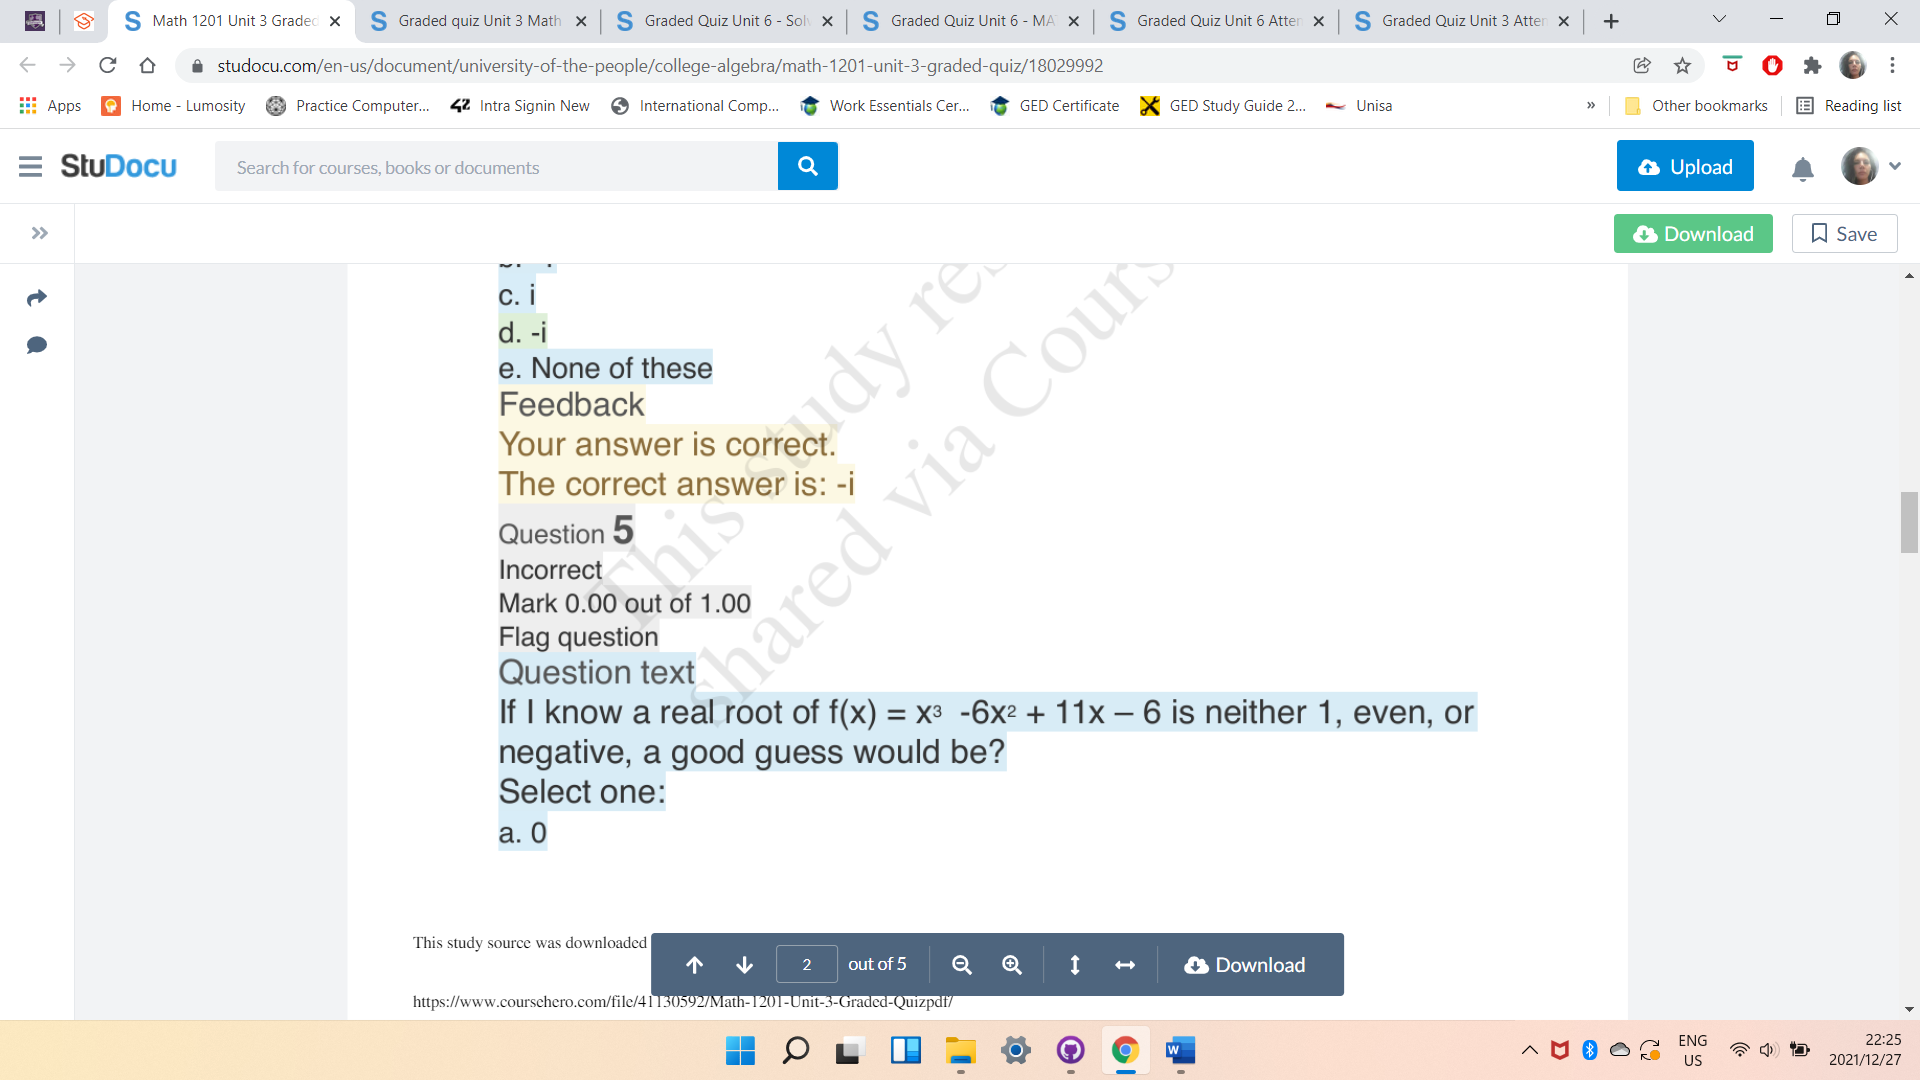 Math 1201 Unit 3 Graded
Graded quiz Unit 3 Math
Graded Quiz Unit 6 - Solv
Graded Quiz Unit 6 - MA
Graded Quiz Unit 6 Atten
Graded Quiz Unit 3 Atten
studocu.com/en-us/document/university-of-the-people/college-algebra/math-1201-unit-3-graded-quiz/18029992
Apps Home - Lumosity Practice Computer... Intra Signin New International Comp... Work Essentials Cer... GED Certificate GED Study Guide 2... Unisa » Other bookmarks Reading list
StuDocu
Search for courses, books or documents
Upload
Download
Save
c. i
d. -i
e. None of these
Feedback
Your answer is correct.
The correct answer is: -i
Question 5
Incorrect
Mark 0.00 out of 1.00
Flag question
Question text
If I know a real root of f(x) = x³ -6x² + 11x – 6 is neither 1, even, or
negative, a good guess would be?
Select one:
a. 0
This study res
shared via Cours
This study source was downloaded
2 out of 5
Download
https://www.coursehero.com/file/41130592/Math-1201-Unit-3-Graded-Quizpdf/
ENG
US
22:25
2021/12/27